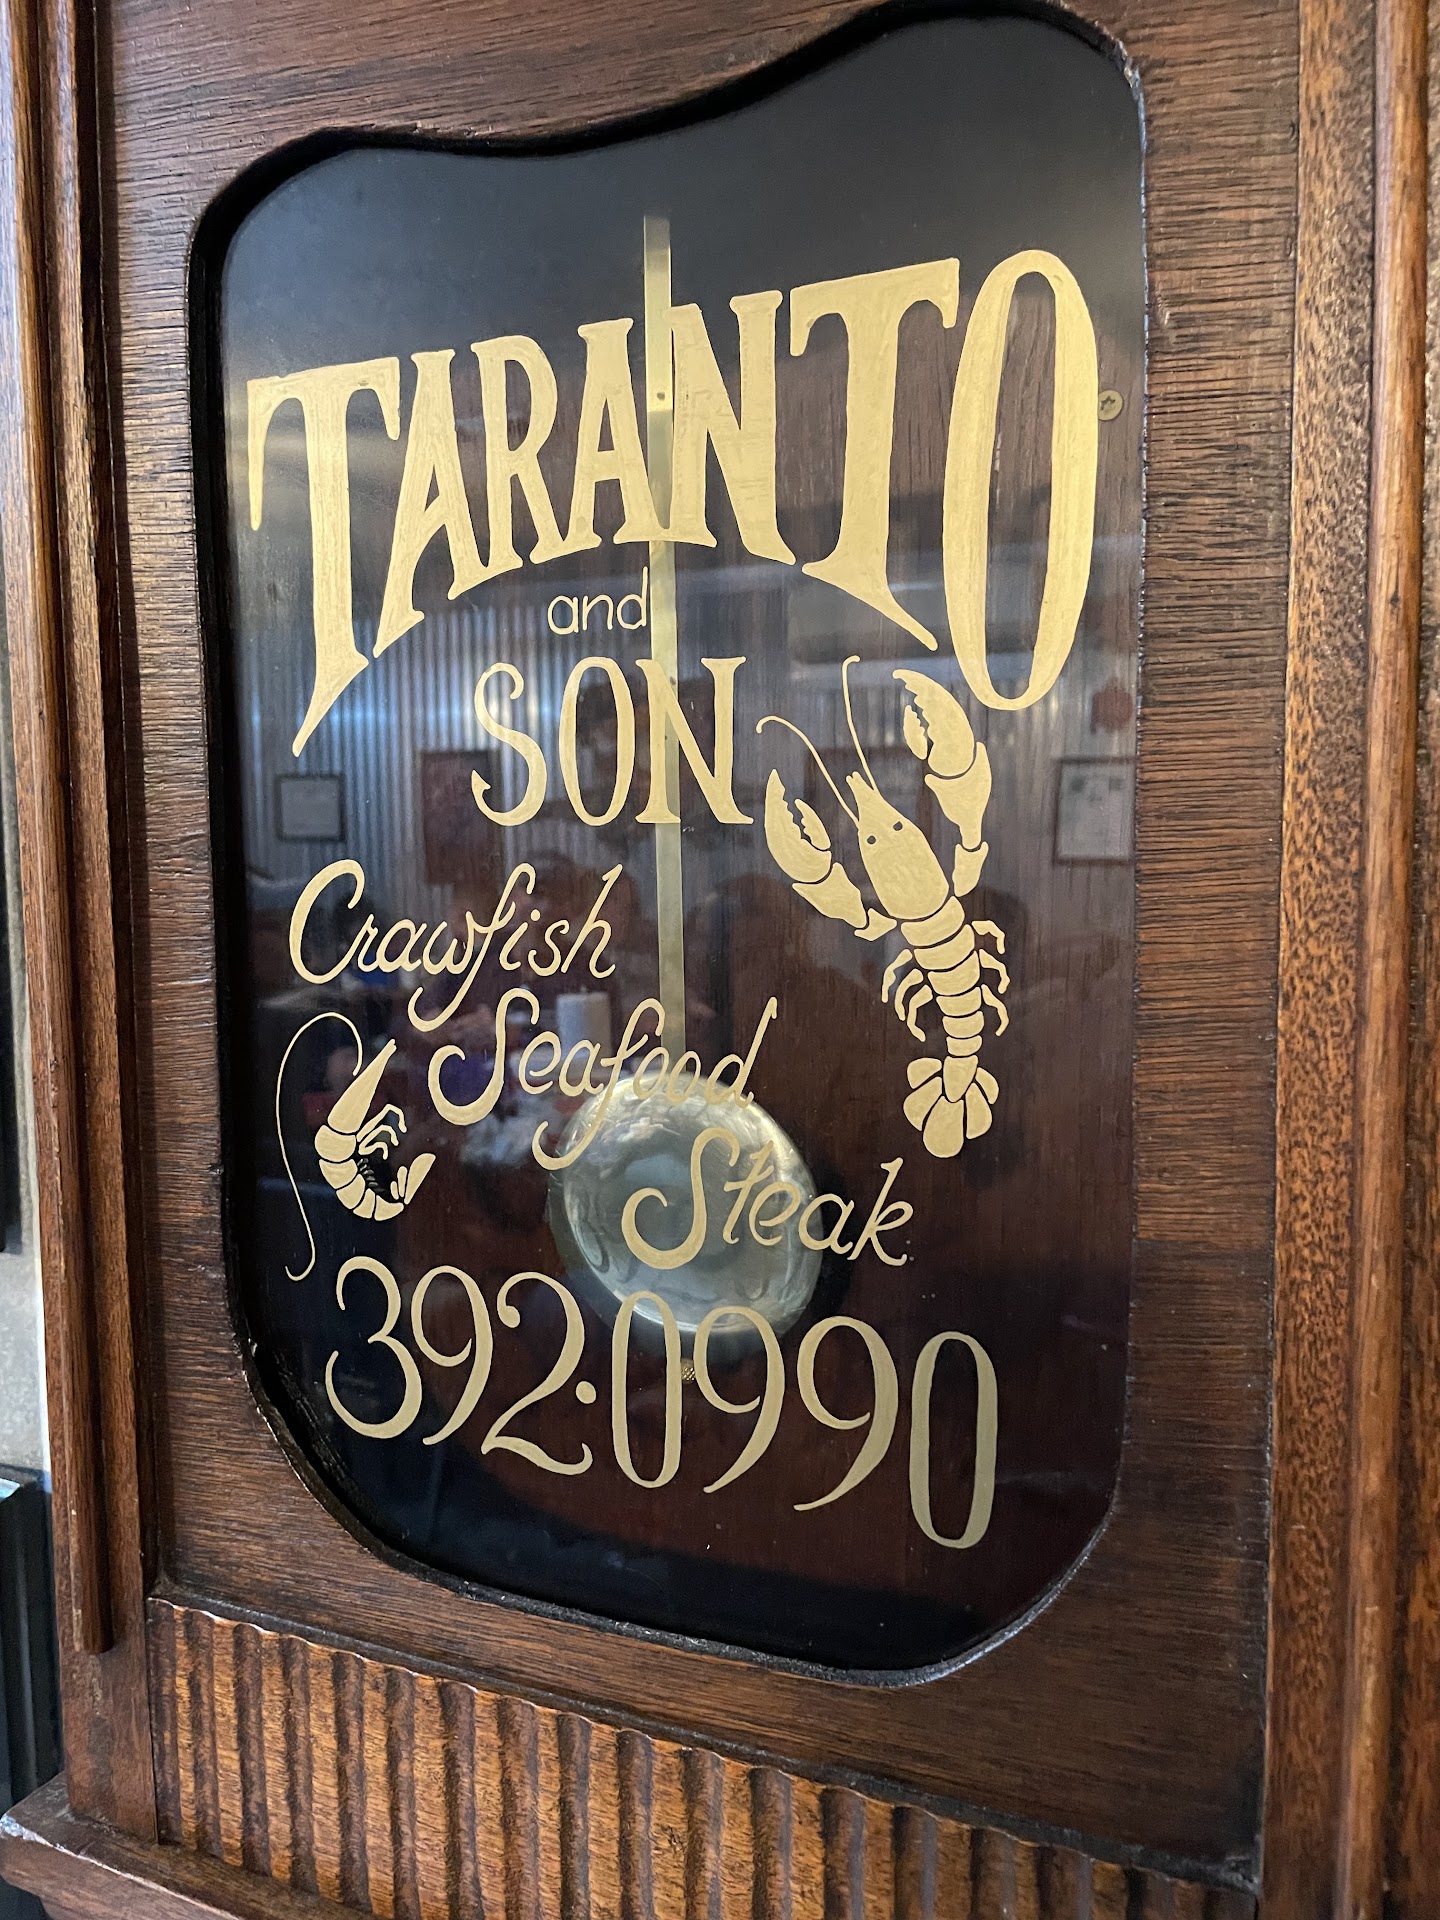 TARANTO
and
SON
Crawfish
Seafood
Steak
392·0990